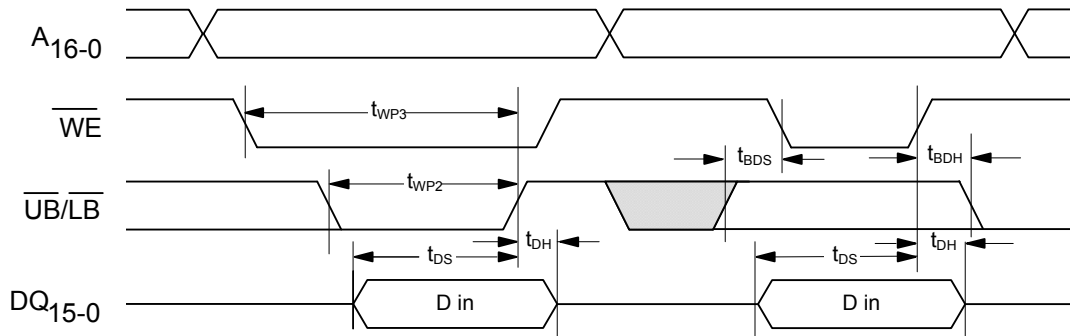 A16-0
WE
tWP3
tBDS
tBDH
UB/LB
tWP2
tDH
tDH
tDS
tDS
DQ15-0
D in
D in